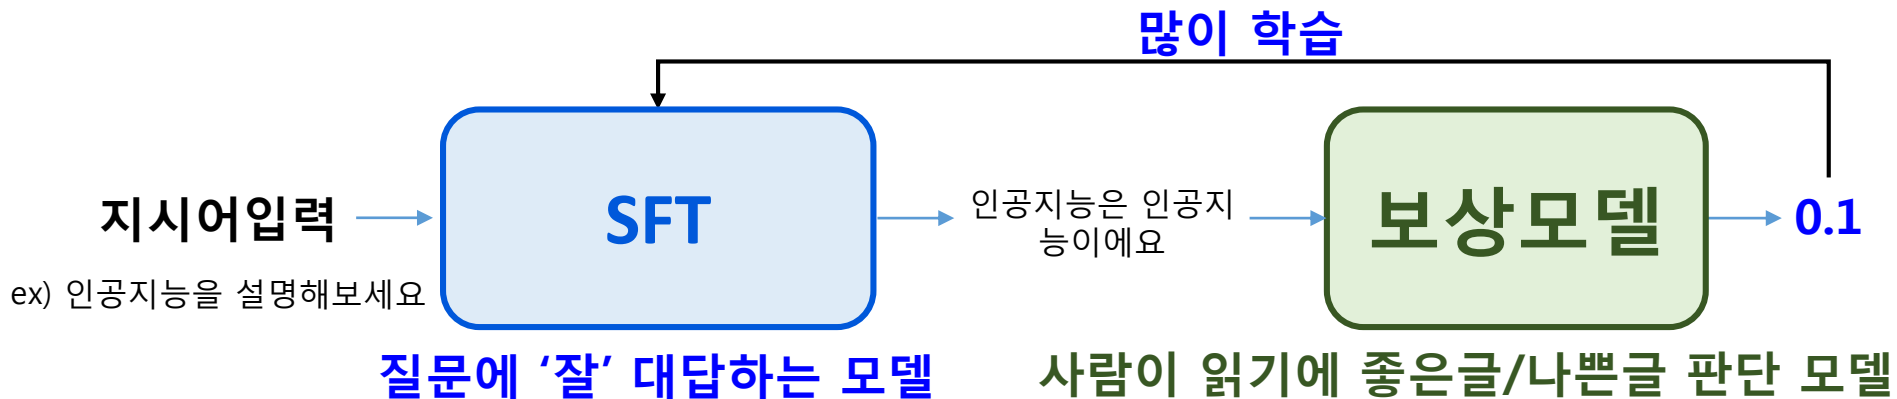 많이 학습
지시어입력
ex) 인공지능을 설명해보세요
SFT
질문에 ‘잘’ 대답하는 모델
인공지능은 인공지
능이에요
보상모델
사람이 읽기에 좋은글/나쁜글 판단 모델
0.1